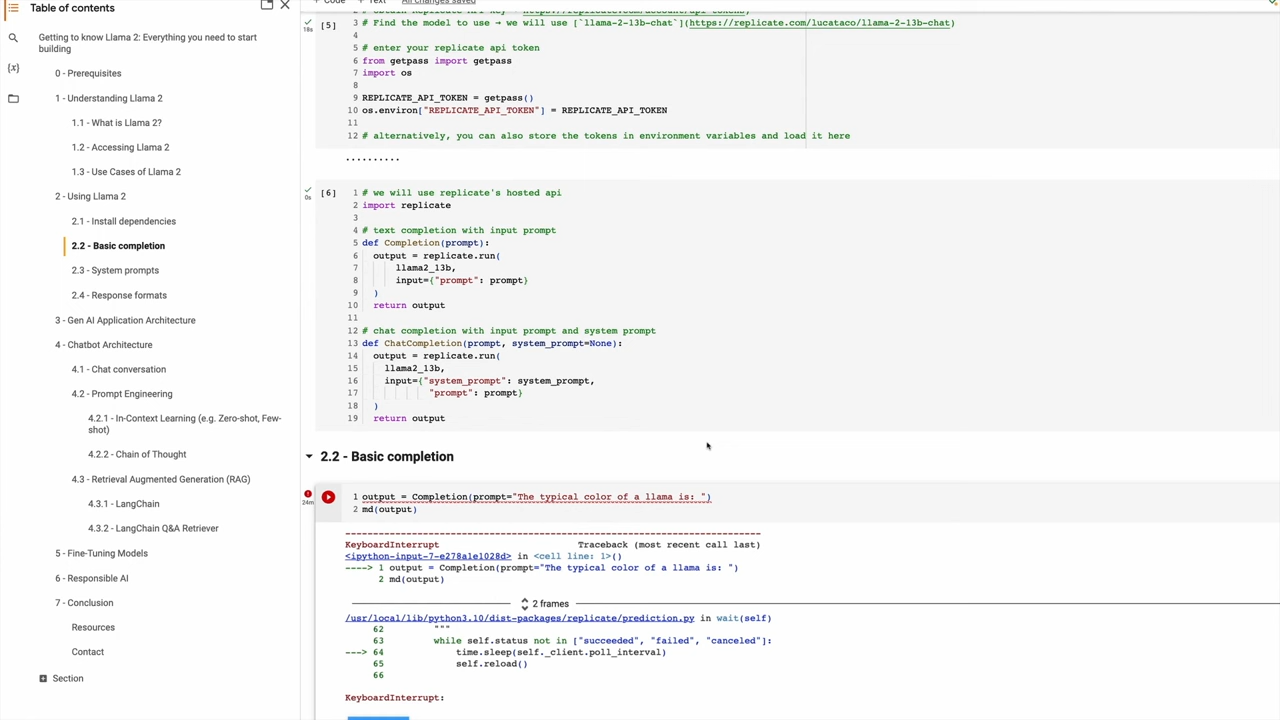 Table of contents
Getting to know Llama 2: Everything you need to start
building
0 - Prerequisites
1 - Understanding Llama 2
1.1 - What is Llama 2?
1.2 - Accessing Llama 2
1.3 - Use Cases of Llama 2
2 - Using Llama 2
2.1 - Install dependencies
2.2 - Basic completion
2.3 - System prompts
2.4 - Response formats
3 - Gen AI Application Architecture
4 - Chatbot Architecture
4.1 - Chat conversation
4.2 - Prompt Engineering
4.2.1 - In-Context Learning (e.g. Zero-shot, Few-
shot)
4.2.2 - Chain of Thought
4.3 - Retrieval Augmented Generation (RAG)
4.3.1 - LangChain
4.3.2 - LangChain Q&A Retriever
5 - Fine-Tuning Models
6 - Responsible AI
7 - Conclusion
Resources
Contact
Section
+ Code + Text All changes saved
18s [5]
3 # Find the model to use → we will use [`llama-2-13b-chat`](https://replicate.com/lucataco/llama-2-13b-chat)
4
5 # enter your replicate api token
6 from getpass import getpass
7 import os
8
9 REPLICATE_API_TOKEN = getpass()
10 os.environ["REPLICATE_API_TOKEN"] = REPLICATE_API_TOKEN
11
12 # alternatively, you can also store the tokens in environment variables and load it here
··········
0s [6]
1 # we will use replicate's hosted api
2 import replicate
3
4 # text completion with input prompt
5 def Completion(prompt):
6 output = replicate.run(
7 llama2_13b,
8 input={"prompt": prompt}
9 )
10 return output
11
12 # chat completion with input prompt and system prompt
13 def ChatCompletion(prompt, system_prompt=None):
14 output = replicate.run(
15 llama2_13b,
16 input={"system_prompt": system_prompt,
17 "prompt": prompt}
18 )
19 return output
2.2 - Basic completion
24m
1 output = Completion(prompt="The typical color of a llama is: ")
2 md(output)
---------------------------------------------------------------------------
KeyboardInterrupt Traceback (most recent call last)
<ipython-input-7-e278a1e1028d> in <cell line: 1>()
----> 1 output = Completion(prompt="The typical color of a llama is: ")
2 md(output)
2 frames
/usr/local/lib/python3.10/dist-packages/replicate/prediction.py in wait(self)
62 """
63 while self.status not in ["succeeded", "failed", "canceled"]:
---> 64 time.sleep(self._client.poll_interval)
65 self.reload()
66
KeyboardInterrupt: